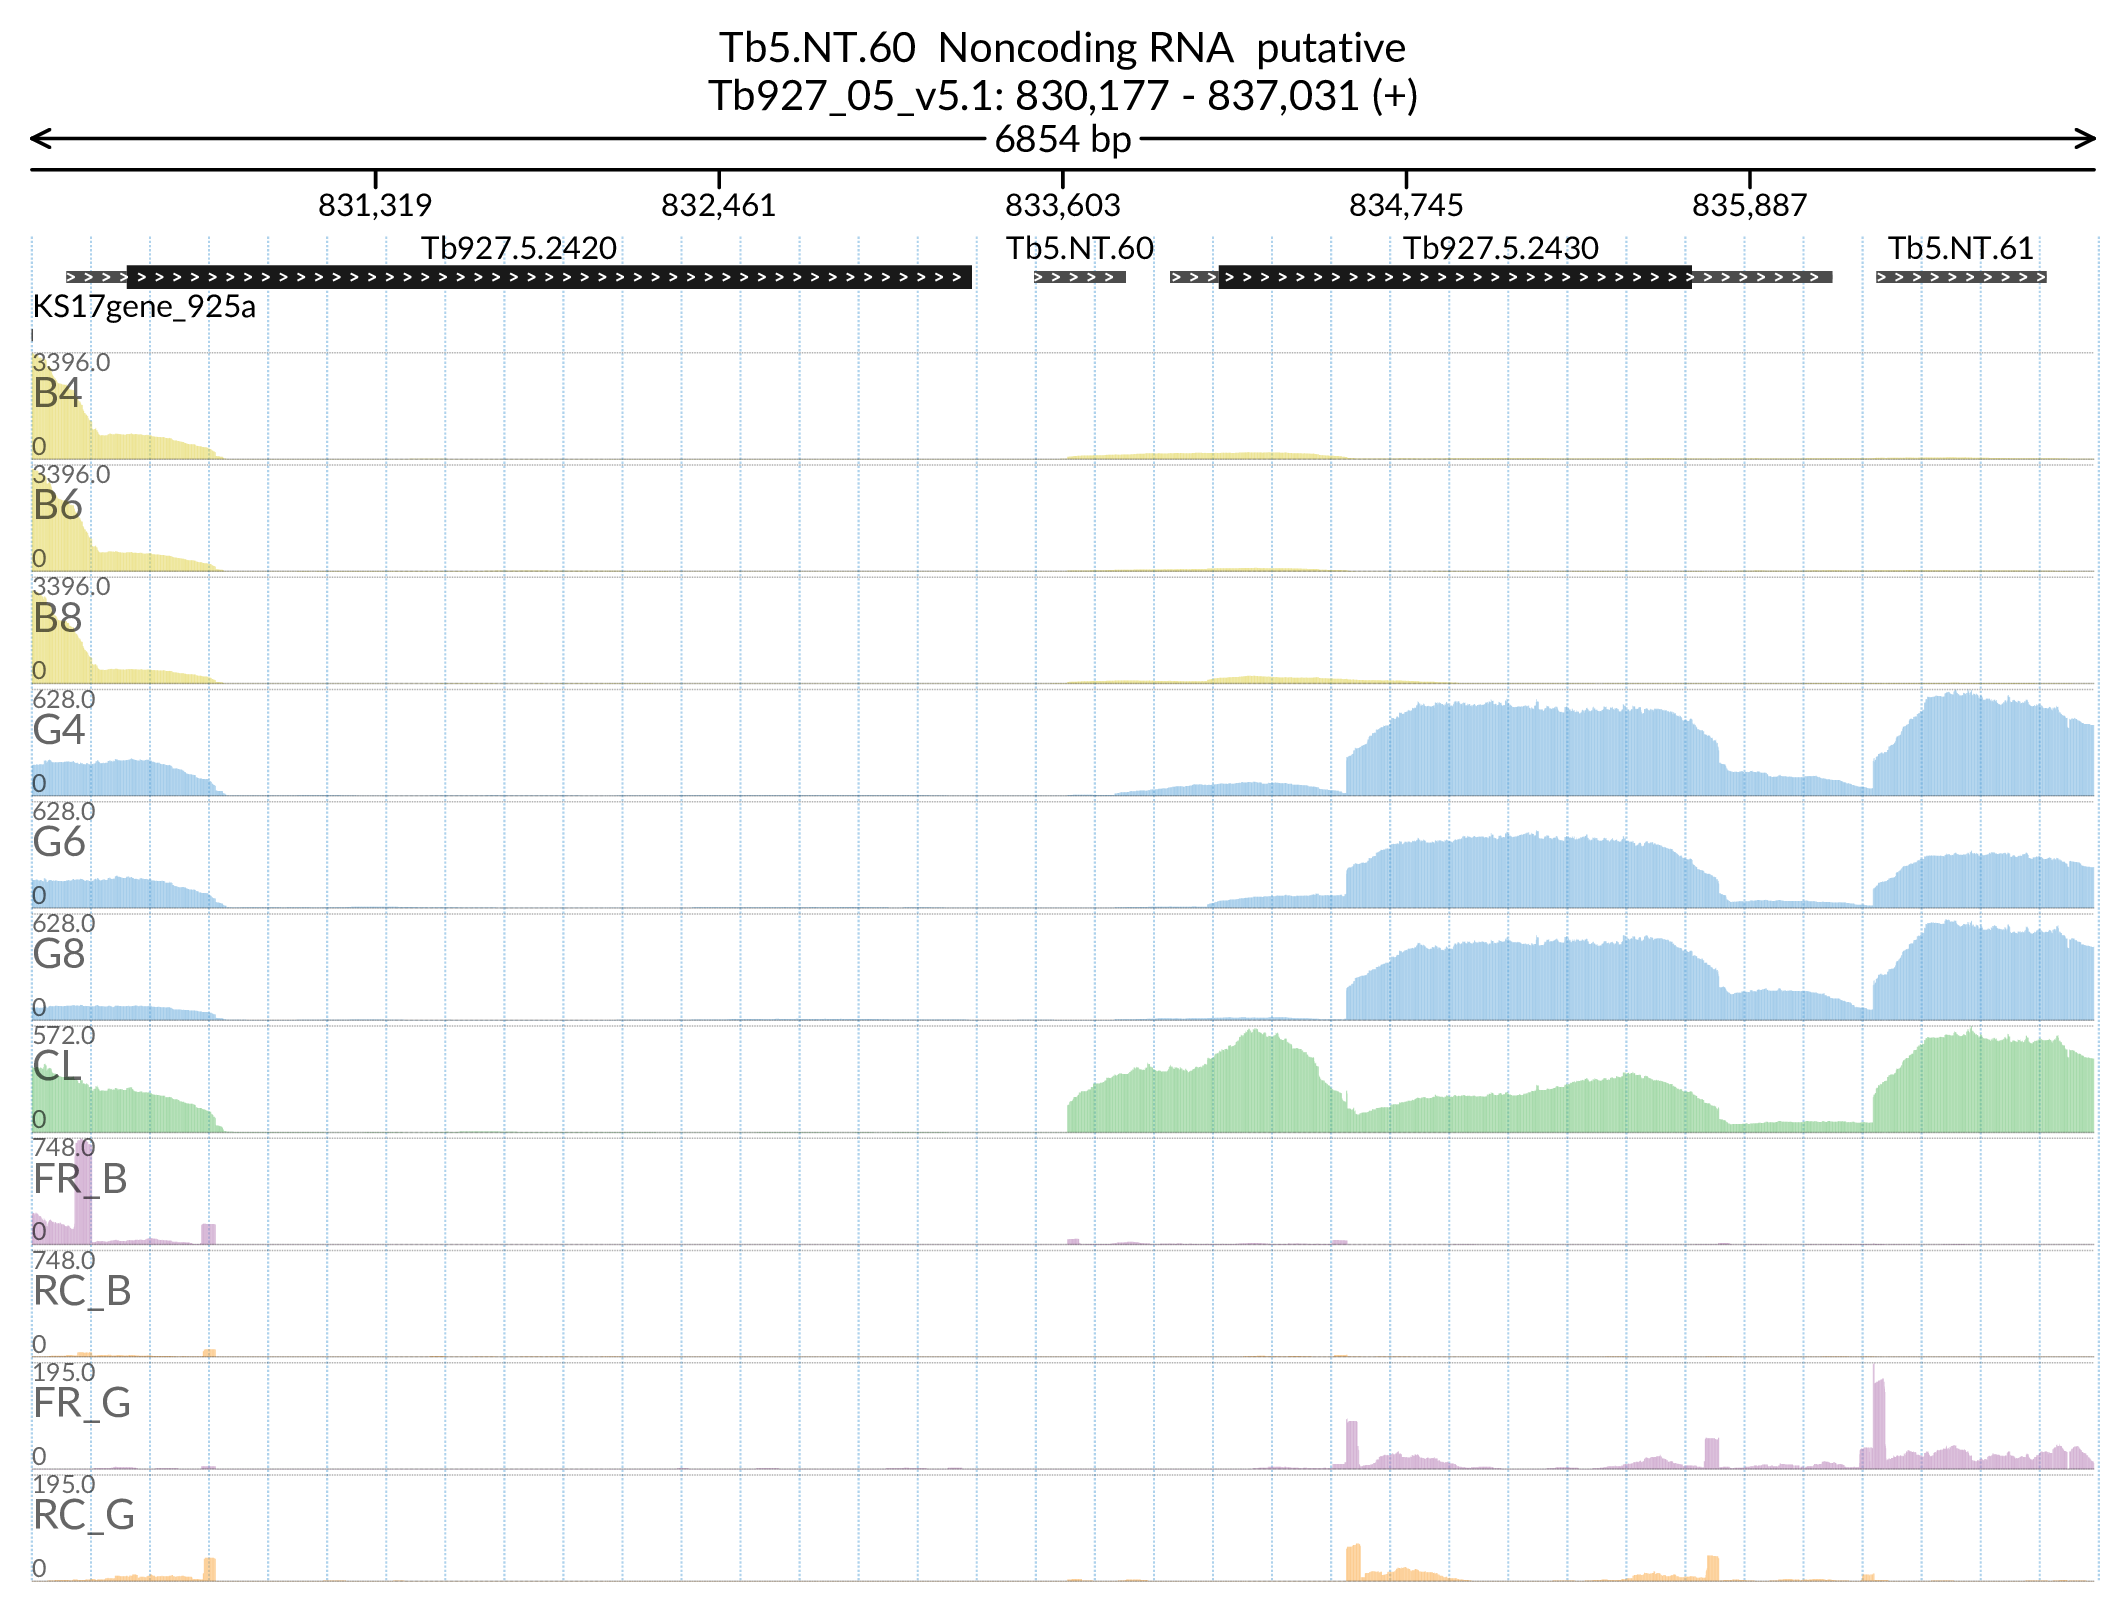 Tb5.NT.60  Noncoding RNA  putative
Tb927_05_v5.1: 830,177 - 837,031 (+)
6854 bp
831,319 832,461 833,603 834,745 835,887
Tb927.5.2420 Tb5.NT.60 Tb927.5.2430 Tb5.NT.61
KS17gene_925a
3396.0
B4
0
3396.0
B6
0
3396.0
B8
0
628.0
G4
0
628.0
G6
0
628.0
G8
0
572.0
CL
0
748.0
FR_B
0
748.0
RC_B
0
195.0
FR_G
0
195.0
RC_G
0